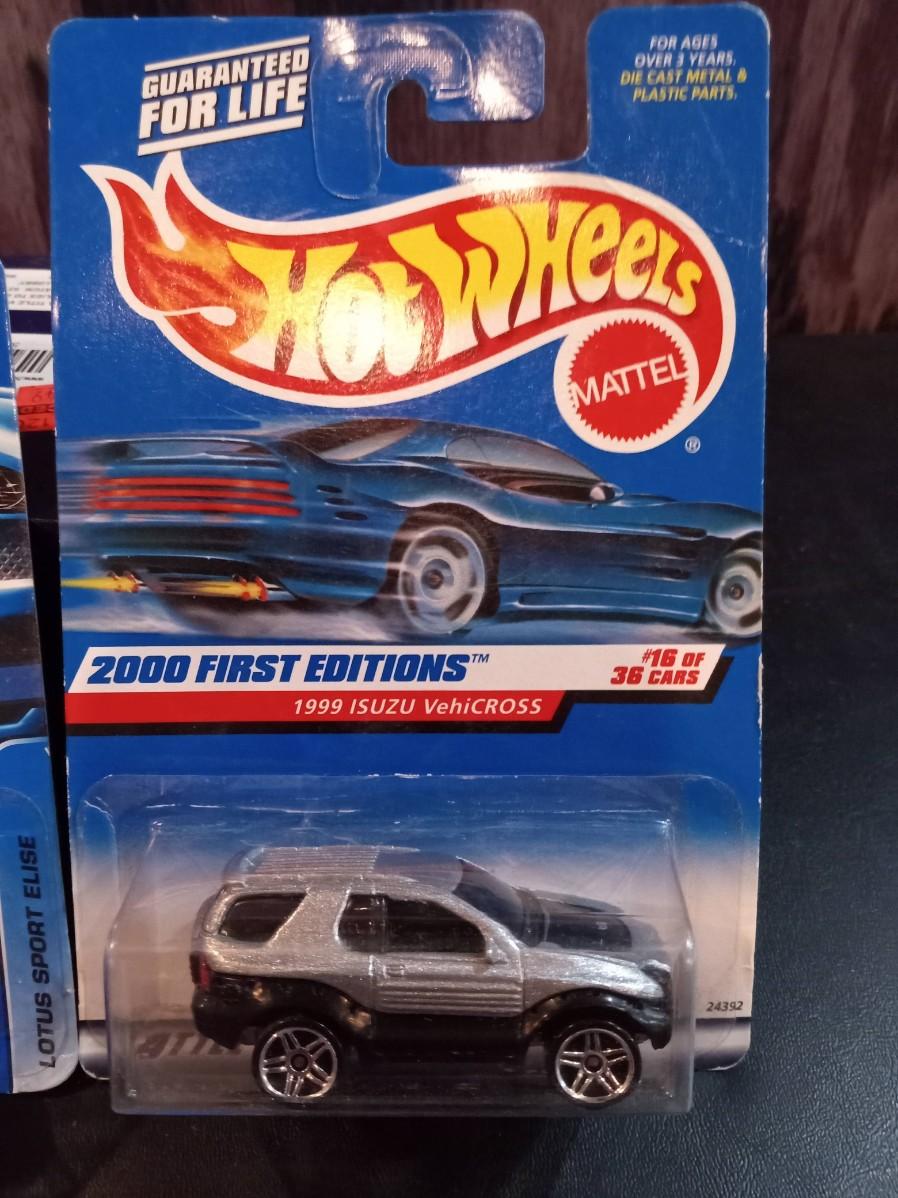 GUARANTEED
FOR LIFE
FOR AGES
OVER 3 YEARS.
DIE CAST METAL &
PLASTIC PARTS.
HOT WHEELS
MATTEL
®
2000 FIRST EDITIONS™
#16 OF
36 CARS
1999 ISUZU VehiCROSS
24392
LOTUS SPORT ELISE